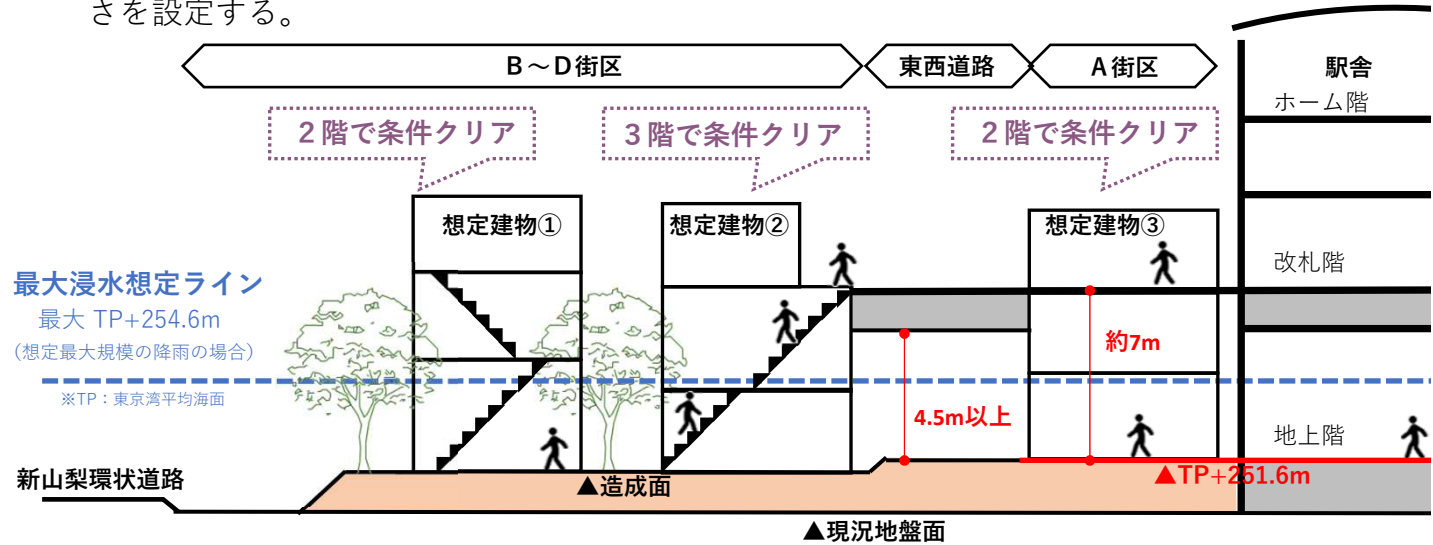 さを設定する。
B～D街区
東西道路
A街区
駅舎
ホーム階
2階で条件クリア
3階で条件クリア
2階で条件クリア
想定建物①
想定建物②
想定建物③
改札階
最大浸水想定ライン
最大 TP+254.6m
(想定最大規模の降雨の場合)
※TP：東京湾平均海面
約7m
4.5m以上
地上階
新山梨環状道路
▲造成面
▲TP+251.6m
▲現況地盤面